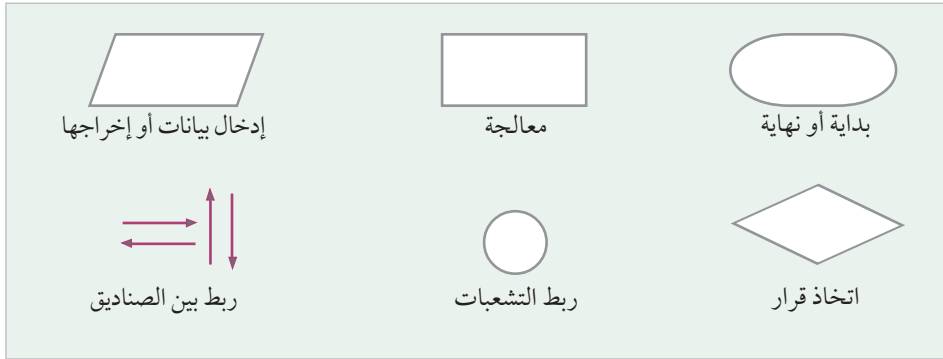 بداية أو نهاية
معالجة
إدخال بيانات أو إخراجها
اتخاذ قرار
ربط التشعبات
ربط بين الصناديق